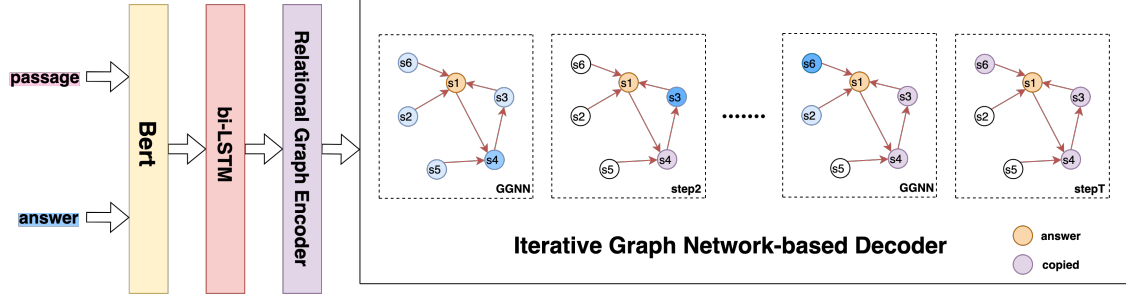 passage
answer
Bert
bi-LSTM
Relational Graph Encoder
s6
s1
s3
s2
s5
s4
GGNN
s6
s1
s3
s2
s5
s4
step2
.......
s6
s1
s3
s2
s5
s4
GGNN
s6
s1
s3
s2
s5
s4
stepT
Iterative Graph Network-based Decoder
answer
copied